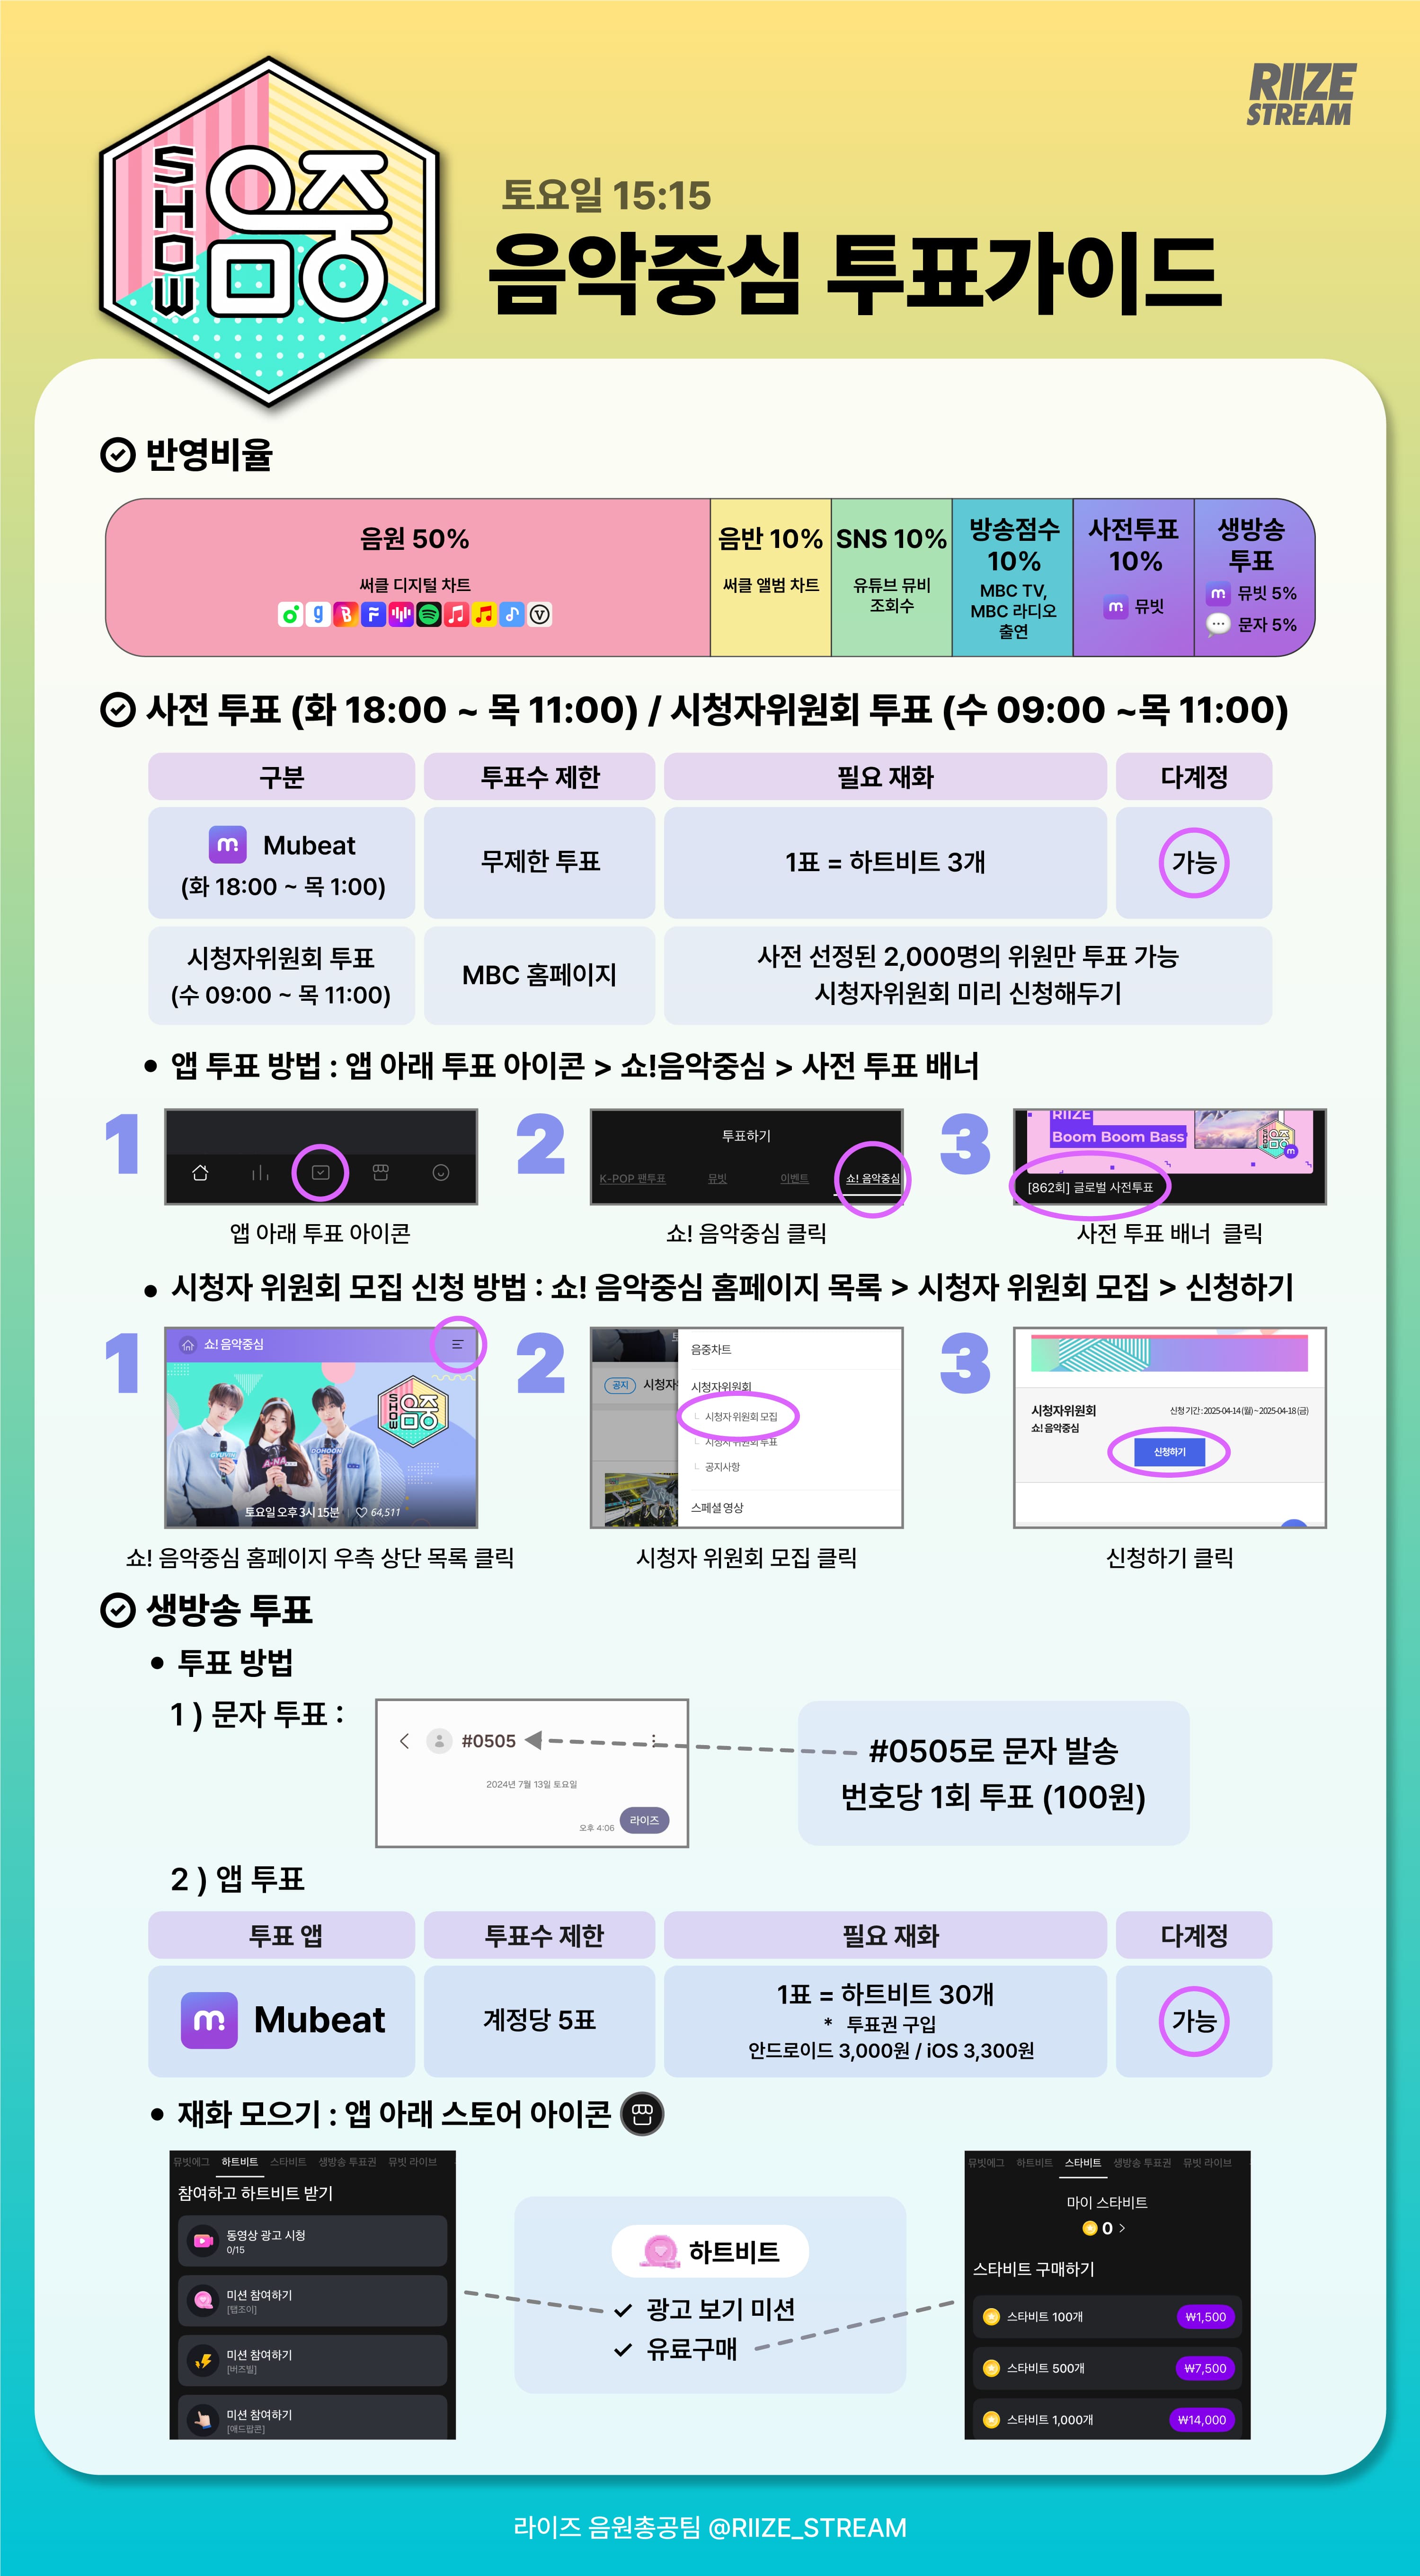 RIIZE
STREAM
SHOW
음중
토요일 15:15
음악중심 투표가이드
반영비율
음원 50%
써클 디지털 차트
음반 10%
써클 앨범 차트
SNS 10%
유튜브 뮤비
조회수
방송점수
10%
MBC TV,
MBC 라디오
출연
사전투표
10%
뮤빗
생방송
투표
뮤빗 5%
문자 5%
사전 투표 (화 18:00 ~ 목 11:00) / 시청자위원회 투표 (수 09:00 ~목 11:00)
구분
투표수 제한
필요 재화
다계정
Mubeat
(화 18:00 ~ 목 1:00)
무제한 투표
1표 = 하트비트 3개
가능
시청자위원회 투표
(수 09:00 ~ 목 11:00)
MBC 홈페이지
사전 선정된 2,000명의 위원만 투표 가능
시청자위원회 미리 신청해두기
• 앱 투표 방법 : 앱 아래 투표 아이콘 > 쇼!음악중심 > 사전 투표 배너
1
앱 아래 투표 아이콘
2
투표하기
K-POP 팬투표 뮤빗 이벤트 쇼! 음악중심
쇼! 음악중심 클릭
3
RIIZE
Boom Boom Bass
[862회] 글로벌 사전투표
사전 투표 배너 클릭
• 시청자 위원회 모집 신청 방법 : 쇼! 음악중심 홈페이지 목록 > 시청자 위원회 모집 > 신청하기
1
쇼! 음악중심
SHOW
음중
GYUVIN
A-NA
DOHOON
토요일 오후 3시 15분 | ♡ 64,511
쇼! 음악중심 홈페이지 우측 상단 목록 클릭
2
공지 시청자
음중차트
시청자위원회
시청자 위원회 모집
시청자 위원회 투표
공지사항
스페셜 영상
시청자 위원회 모집 클릭
3
시청자위원회
신청 기간 : 2025-04-14 (월) ~ 2025-04-18 (금)
쇼! 음악중심
신청하기
신청하기 클릭
생방송 투표
• 투표 방법
1 ) 문자 투표 :
#0505
2024년 7월 13일 토요일
오후 4:06 라이즈
#0505로 문자 발송
번호당 1회 투표 (100원)
2 ) 앱 투표
투표 앱
투표수 제한
필요 재화
다계정
Mubeat
계정당 5표
1표 = 하트비트 30개
* 투표권 구입
안드로이드 3,000원 / iOS 3,300원
가능
• 재화 모으기 : 앱 아래 스토어 아이콘
뮤빗에그 하트비트 스타비트 생방송 투표권 뮤빗 라이브
참여하고 하트비트 받기
동영상 광고 시청
0/15
미션 참여하기
[탭조이]
미션 참여하기
[버즈빌]
미션 참여하기
[애드팝콘]
하트비트
✓ 광고 보기 미션
✓ 유료구매
뮤빗에그 하트비트 스타비트 생방송 투표권 뮤빗 라이브
마이 스타비트
0 >
스타비트 구매하기
스타비트 100개 ₩1,500
스타비트 500개 ₩7,500
스타비트 1,000개 ₩14,000
라이즈 음원총공팀 @RIIZE_STREAM